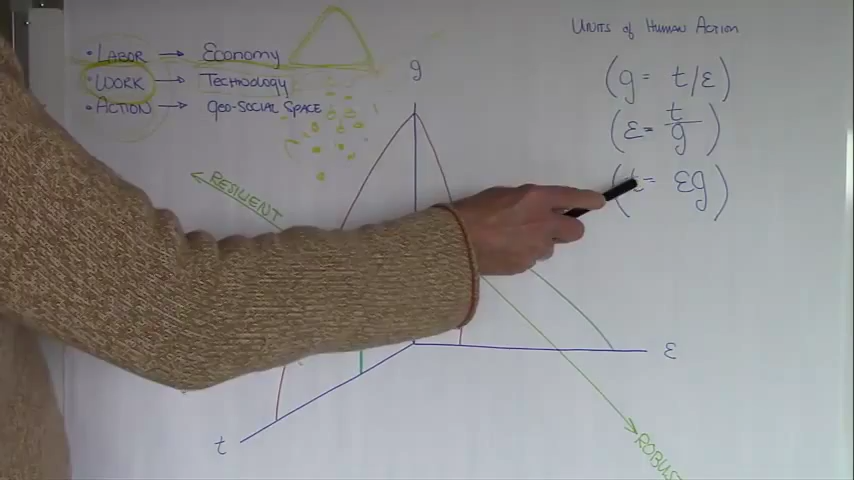 • LABOR → ECONOMY
• WORK → TECHNOLOGY
• ACTION → GEO-SOCIAL SPACE
UNITS OF HUMAN ACTION
(g = t/ε)
(ε = t/g)
(t = εg)
g
RESILIENT
ε
t
ROBUST